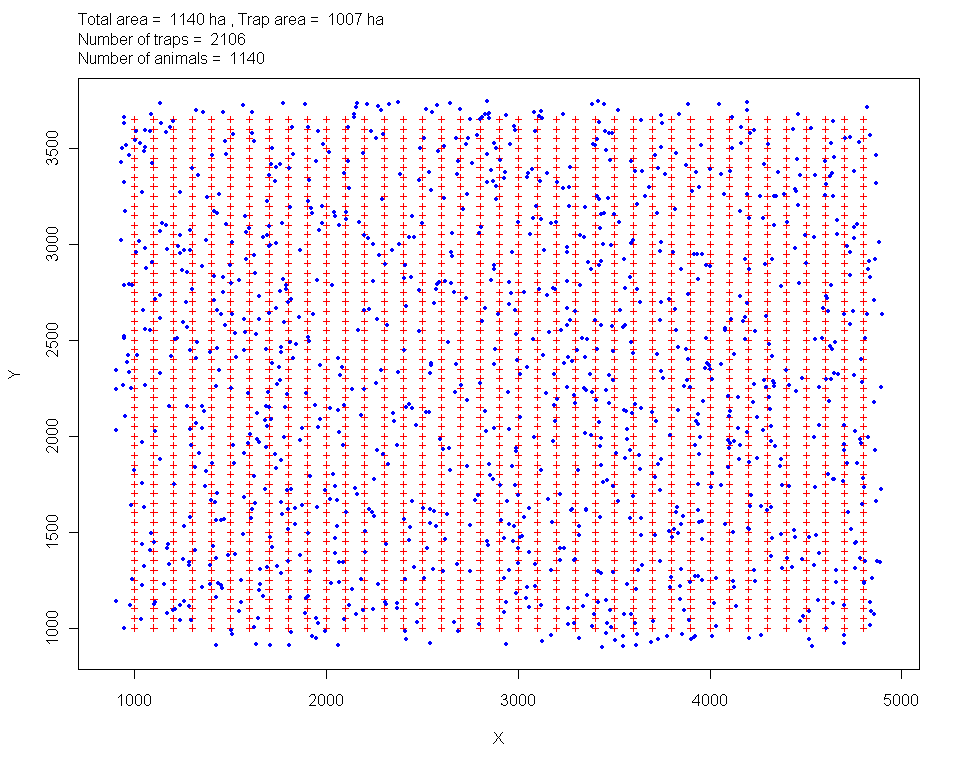 Total area =  1140 ha , Trap area =  1007 ha
Number of traps =  2106
Number of animals =  1140
3500
3000
2500
2000
1500
1000
Y
1000 2000 3000 4000 5000
X